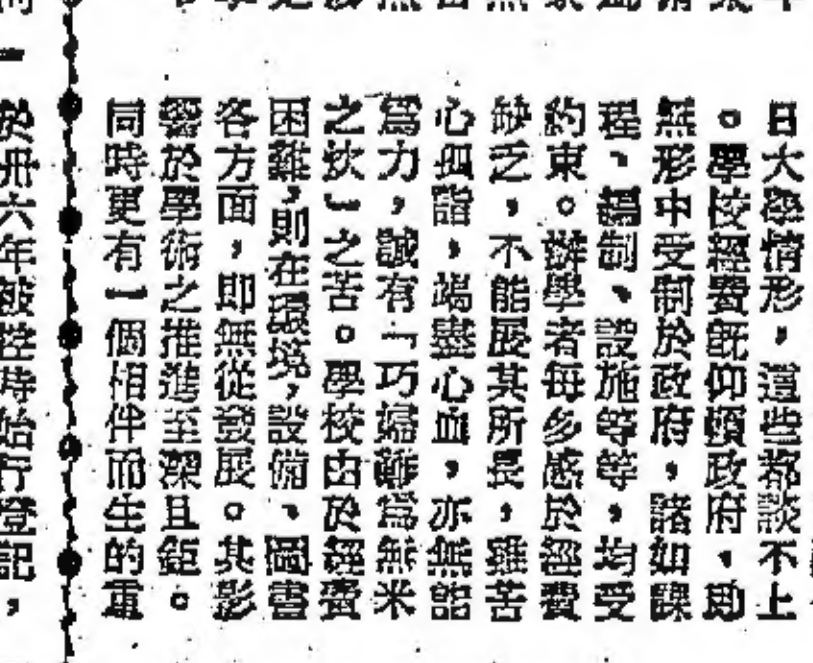 日大學情形，這些都談不上
。學校經費旣仰賴政府，卽
無形中受制於政府，諸如課
程、編制、設施等等，均受
約束。辦學者每多感於經費
缺乏，不能展其所長，雖苦
心孤詣，竭盡心血，亦無能
爲力，誠有「巧婦難爲無米
之炊」之苦。學校由於經費
困難，則在環境，設備、圖書
各方面，卽無從發展。其影
響於學術之推進至深且鉅。
同時更有一個相伴而生的重
於卅六年被控時始行登記，